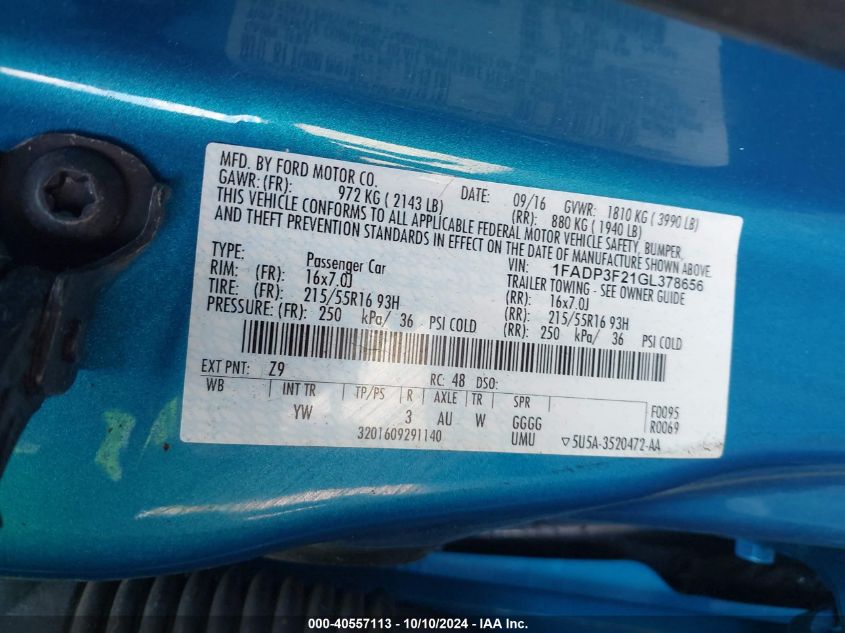 MFD. BY FORD MOTOR CO.
DATE: 09/16 GVWR: 1810 KG ( 3990 LB)
GAWR: (FR): 972 KG ( 2143 LB) (RR): 880 KG ( 1940 LB)
THIS VEHICLE CONFORMS TO ALL APPLICABLE FEDERAL MOTOR VEHICLE SAFETY, BUMPER,
AND THEFT PREVENTION STANDARDS IN EFFECT ON THE DATE OF MANUFACTURE SHOWN ABOVE.
VIN: 1FADP3F21GL378656
TYPE: Passenger Car TRAILER TOWING - SEE OWNER GUIDE
RIM: (FR): 16x7.0J (RR): 16x7.0J
TIRE: (FR): 215/55R16 93H (RR): 215/55R16 93H
PRESSURE: (FR): 250 kPa/ 36 PSI COLD (RR): 250 kPa/ 36 PSI COLD
EXT PNT: Z9 RC: 48 DSO:
WB INT TR TP/PS R AXLE TR SPR F0095
YW 3 AU W GGGG R0069
3201609291140 UMU ▽5U5A-3520472-AA
000-40557113 - 10/10/2024 - IAA Inc.